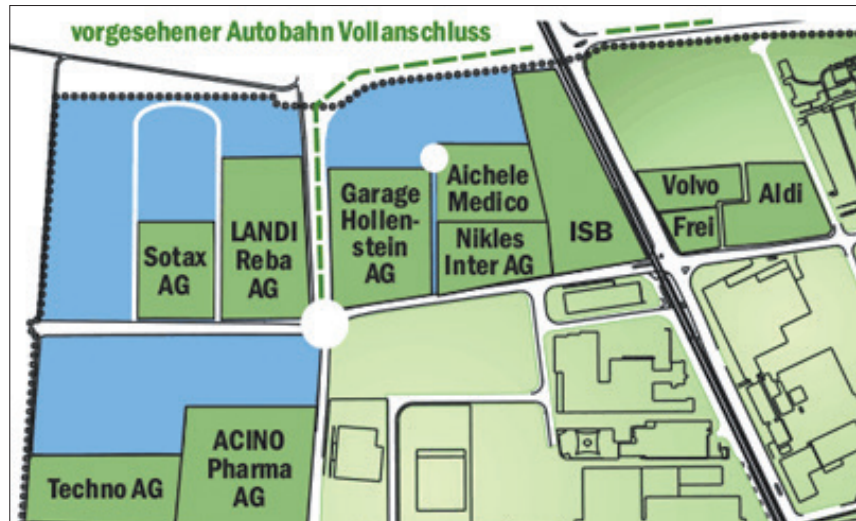 vorgesehener Autobahn Vollanschluss
Sotax
AG
LANDI
Reba
AG
Garage
Hollen-
stein
AG
Aichele
Medico
Nikles
Inter AG
ISB
Volvo
Frei
Aldi
Techno AG
ACINO
Pharma
AG